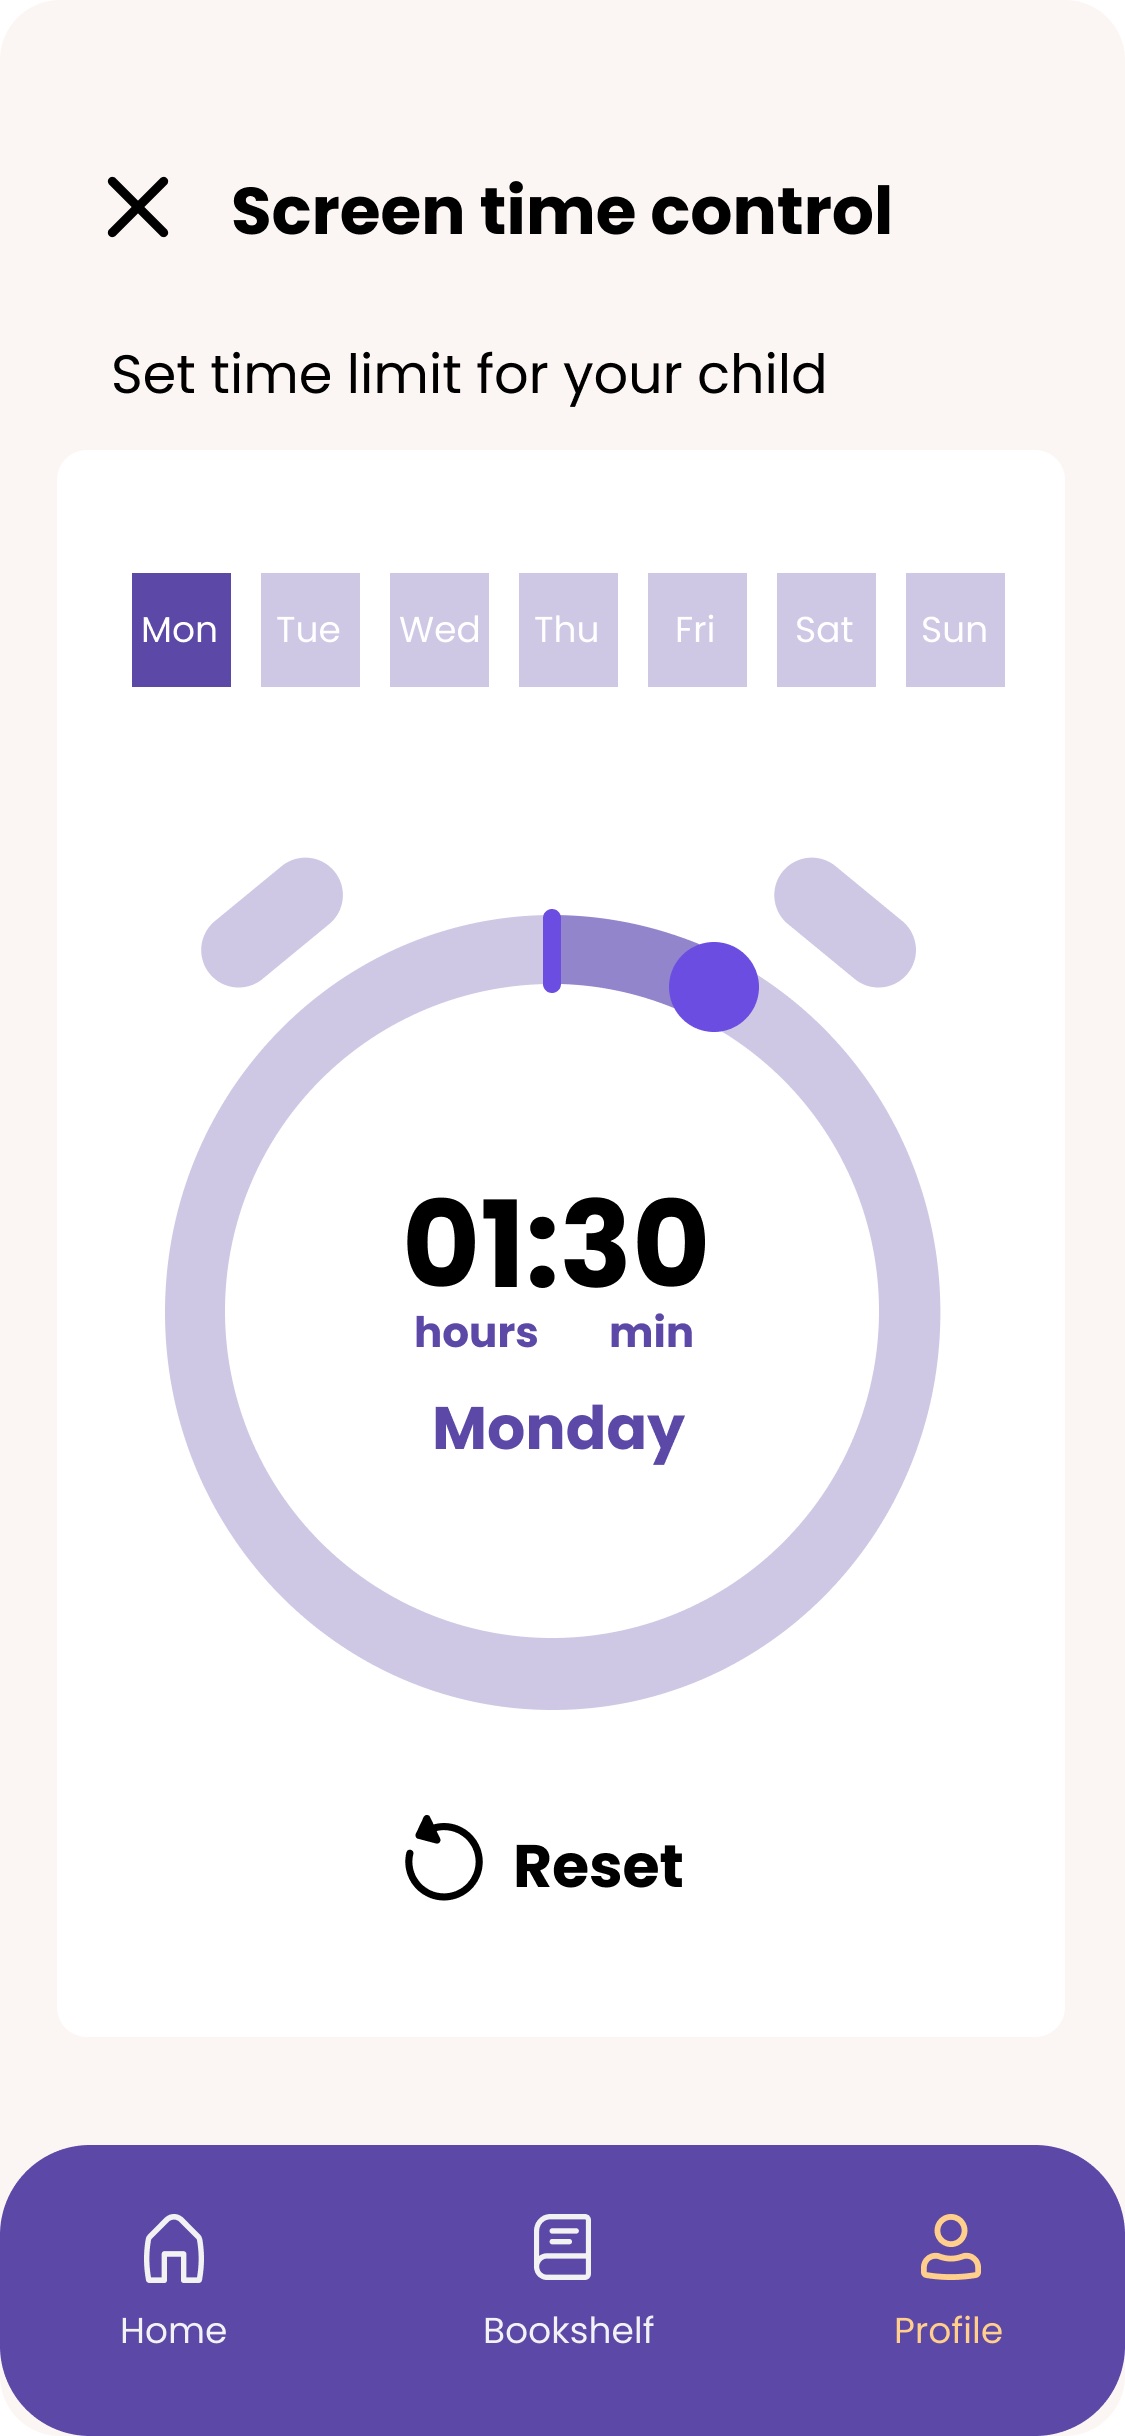 Screen time control
Set time limit for your child
Mon Tue Wed Thu Fri Sat Sun
01:30
hours min
Monday
Reset
Home Bookshelf Profile